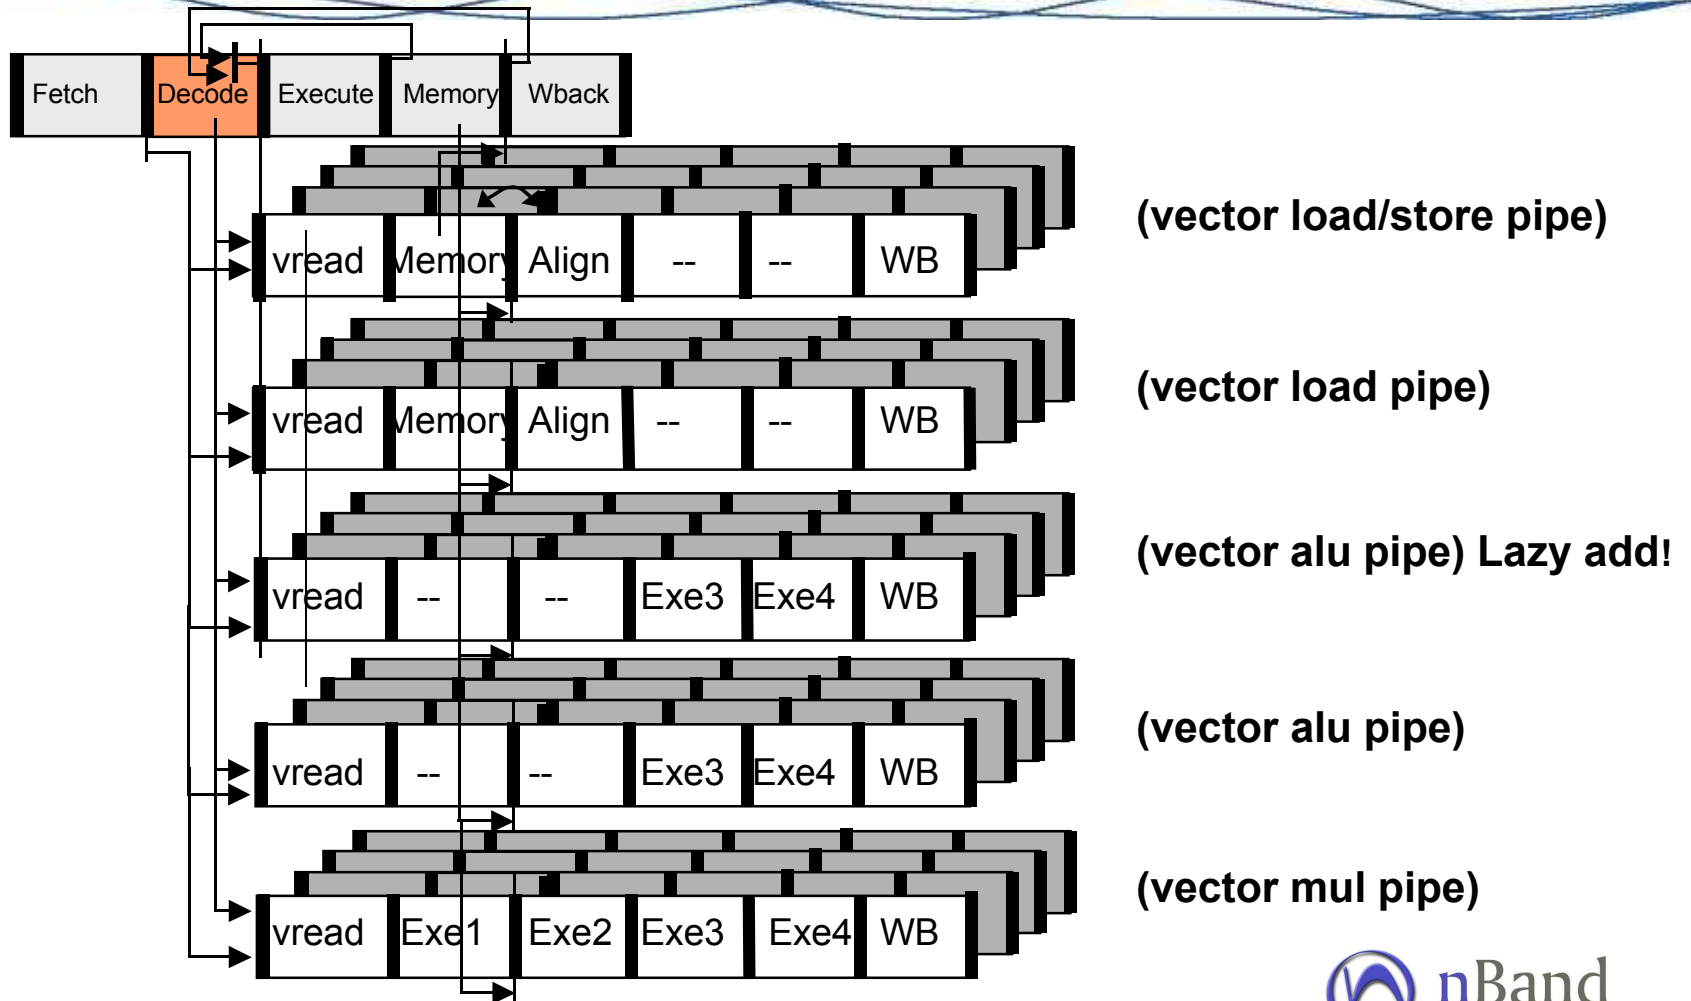 Fetch Decode Execute Memory Wback
vread Memory Align -- -- WB
(vector load/store pipe)
vread Memory Align -- -- WB
(vector load pipe)
vread -- -- Exe3 Exe4 WB
(vector alu pipe) Lazy add!
vread -- -- Exe3 Exe4 WB
(vector alu pipe)
vread Exe1 Exe2 Exe3 Exe4 WB
(vector mul pipe)
nBand